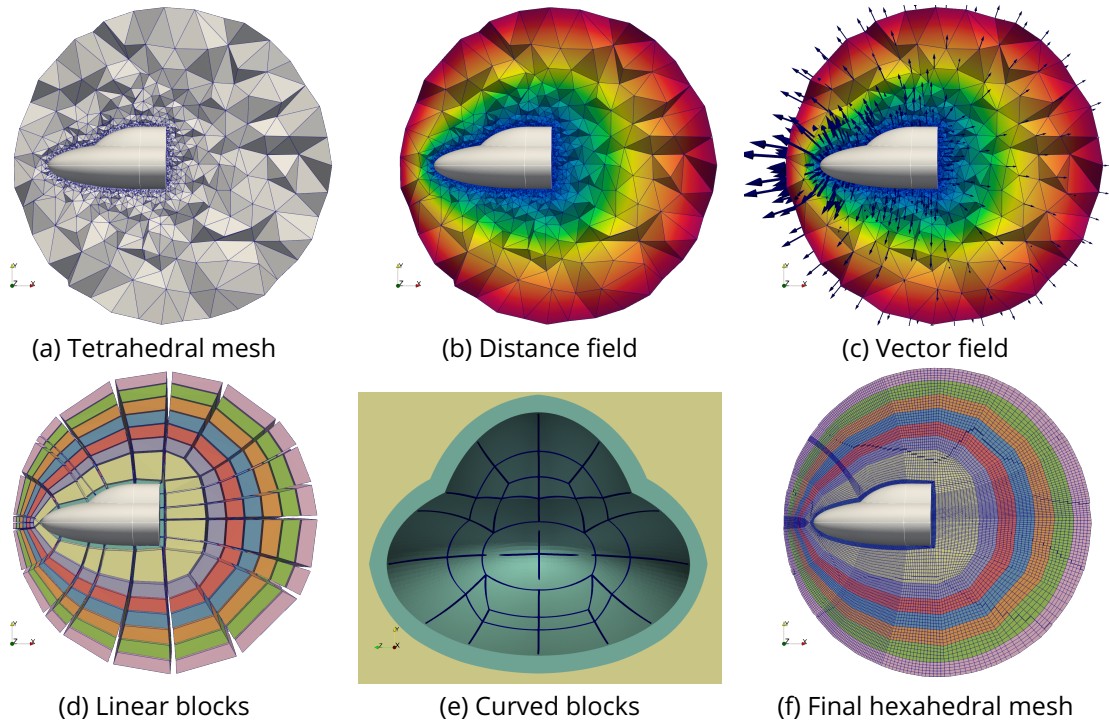 (a) Tetrahedral mesh
(b) Distance field
(c) Vector field
(d) Linear blocks
(e) Curved blocks
(f) Final hexahedral mesh